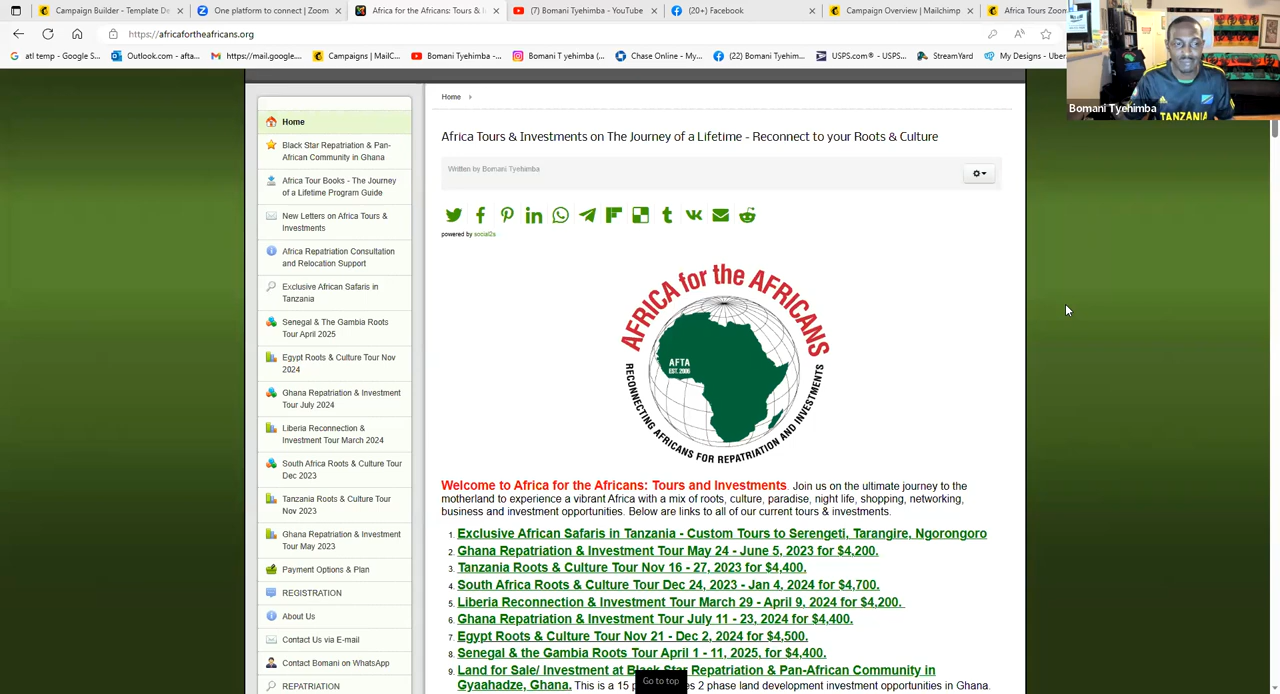 Campaign Builder - Template De
One platform to connect | Zoom
Africa for the Africans: Tours & I
(7) Bomani Tyehimba - YouTube
(20+) Facebook
Campaign Overview | Mailchimp
Africa Tours Zoom
https://africafortheafricans.org
atl temp - Google S...
Outlook.com - afta...
https://mail.google....
Campaigns | MailC...
Bomani Tyehimba -...
Bomani T yehimba (...
Chase Online - My...
(22) Bomani Tyehim...
USPS.com® - USPS...
StreamYard
My Designs - Uber
Bomani Tyehimba
TANZANIA
Home
Home
Black Star Repatriation & Pan-
African Community in Ghana
Africa Tour Books - The Journey
of a Lifetime Program Guide
New Letters on Africa Tours &
Investments
Africa Repatriation Consultation
and Relocation Support
Exclusive African Safaris in
Tanzania
Senegal & The Gambia Roots
Tour April 2025
Egypt Roots & Culture Tour Nov
2024
Ghana Repatriation & Investment
Tour July 2024
Liberia Reconnection &
Investment Tour March 2024
South Africa Roots & Culture Tour
Dec 2023
Tanzania Roots & Culture Tour
Nov 2023
Ghana Repatriation & Investment
Tour May 2023
Payment Options & Plan
REGISTRATION
About Us
Contact Us via E-mail
Contact Bomani on WhatsApp
REPATRIATION
Africa Tours & Investments on The Journey of a Lifetime - Reconnect to your Roots & Culture
Written by Bomani Tyehimba
powered by social2s
AFRICA for the AFRICANS
AFTA
EST. 2005
RECONNECTING AFRICANS FOR REPATRIATION AND INVESTMENTS
Welcome to Africa for the Africans: Tours and Investments. Join us on the ultimate journey to the
motherland to experience a vibrant Africa with a mix of roots, culture, paradise, night life, shopping, networking,
business and investment opportunities. Below are links to all of our current tours & investments.
1. Exclusive African Safaris in Tanzania - Custom Tours to Serengeti, Tarangire, Ngorongoro
2. Ghana Repatriation & Investment Tour May 24 - June 5, 2023 for $4,200.
3. Tanzania Roots & Culture Tour Nov 16 - 27, 2023 for $4,400.
4. South Africa Roots & Culture Tour Dec 24, 2023 - Jan 4, 2024 for $4,700.
5. Liberia Reconnection & Investment Tour March 29 - April 9, 2024 for $4,200.
6. Ghana Repatriation & Investment Tour July 11 - 23, 2024 for $4,400.
7. Egypt Roots & Culture Tour Nov 21 - Dec 2, 2024 for $4,500.
8. Senegal & the Gambia Roots Tour April 1 - 11, 2025, for $4,400.
9. Land for Sale/ Investment at Black Star Repatriation & Pan-African Community in
Gyaahadze, Ghana. This is a 15 2 phase land development investment opportunities in Ghana.
Go to top